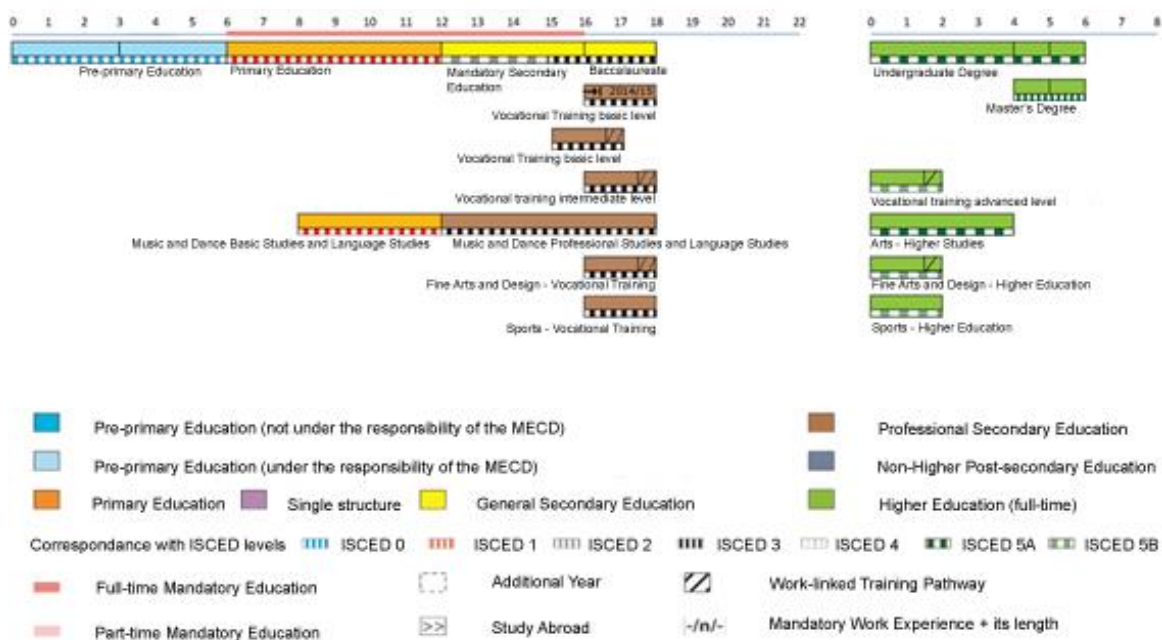 0 1 2 3 4 5 6 7 8 9 10 11 12 13 14 15 16 17 18 19 20 21 22
0 1 2 3 4 5 6 7 8
Pre-primary Education
Primary Education
Mandatory Secondary
Education
Baccalaureate
Undergraduate Degree
2014/15
Vocational Training basic level
Master's Degree
Vocational Training basic level
Vocational training intermediate level
Vocational training advanced level
Music and Dance Basic Studies and Language Studies
Music and Dance Professional Studies and Language Studies
Arts - Higher Studies
Fine Arts and Design - Vocational Training
Fine Arts and Design - Higher Education
Sports - Vocational Training
Sports - Higher Education
Pre-primary Education (not under the responsibility of the MECD)
Professional Secondary Education
Pre-primary Education (under the responsibility of the MECD)
Non-Higher Post-secondary Education
Primary Education
Single structure
General Secondary Education
Higher Education (full-time)
Correspondance with ISCED levels ISCED 0 ISCED 1 ISCED 2 ISCED 3 ISCED 4 ISCED 5A ISCED 5B
Full-time Mandatory Education
Additional Year
Work-linked Training Pathway
Part-time Mandatory Education
>> Study Abroad
-/n/- Mandatory Work Experience + its length